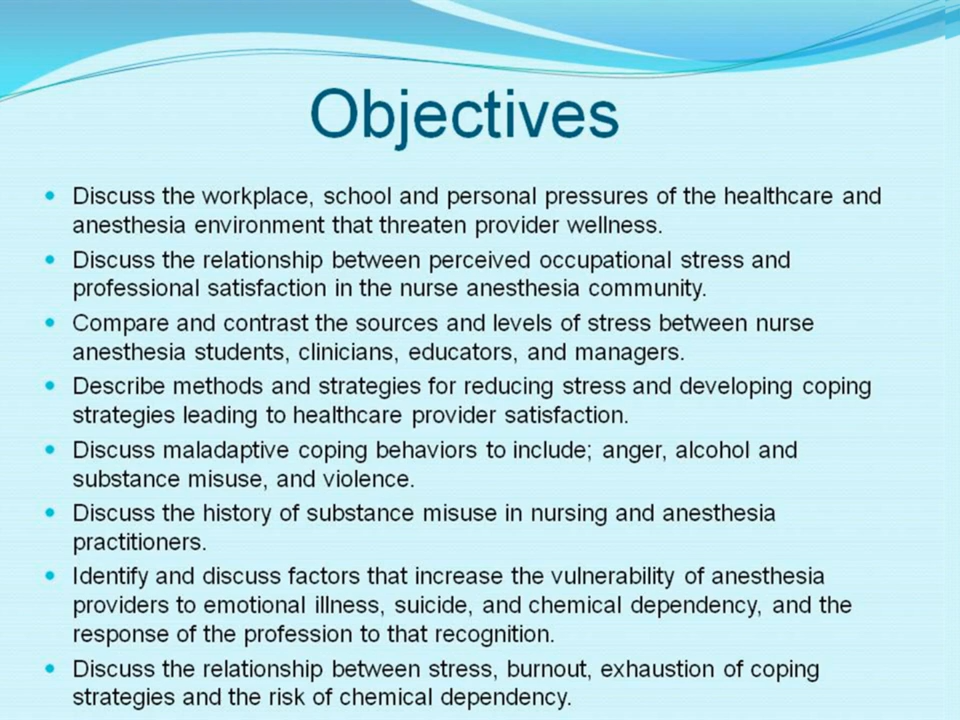 Objectives
• Discuss the workplace, school and personal pressures of the healthcare and
anesthesia environment that threaten provider wellness.
• Discuss the relationship between perceived occupational stress and
professional satisfaction in the nurse anesthesia community.
• Compare and contrast the sources and levels of stress between nurse
anesthesia students, clinicians, educators, and managers.
• Describe methods and strategies for reducing stress and developing coping
strategies leading to healthcare provider satisfaction.
• Discuss maladaptive coping behaviors to include; anger, alcohol and
substance misuse, and violence.
• Discuss the history of substance misuse in nursing and anesthesia
practitioners.
• Identify and discuss factors that increase the vulnerability of anesthesia
providers to emotional illness, suicide, and chemical dependency, and the
response of the profession to that recognition.
• Discuss the relationship between stress, burnout, exhaustion of coping
strategies and the risk of chemical dependency.